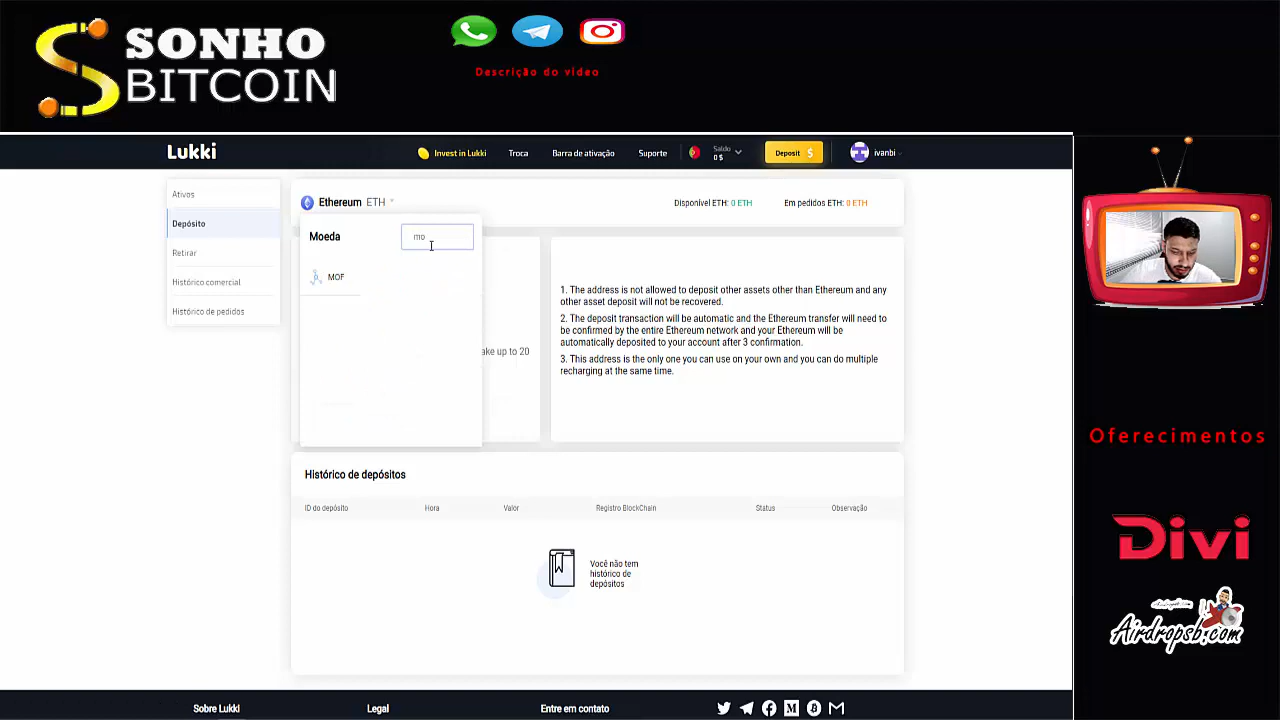 SONHO
BITCOIN
Descrição do vídeo
Lukki
Invest in Lukki
Troca
Barra de ativação
Suporte
Saldo
0 $
Deposit $
ivanbi
Ativos
Depósito
Retirar
Histórico comercial
Histórico de pedidos
Ethereum ETH
Disponível ETH: 0 ETH
Em pedidos ETH: 0 ETH
Moeda
mo
MOF
ake up to 20
1. The address is not allowed to deposit other assets other than Ethereum and any
other asset deposit will not be recovered.
2. The deposit transaction will be automatic and the Ethereum transfer will need to
be confirmed by the entire Ethereum network and your Ethereum will be
automatically deposited to your account after 3 confirmation.
3. This address is the only one you can use on your own and you can do multiple
recharging at the same time.
Histórico de depósitos
ID do depósito
Hora
Valor
Registro BlockChain
Status
Observação
Você não tem
histórico de
depósitos
Sobre Lukki
Legal
Entre em contato
Oferecimentos
Divi
Airdropsb.com